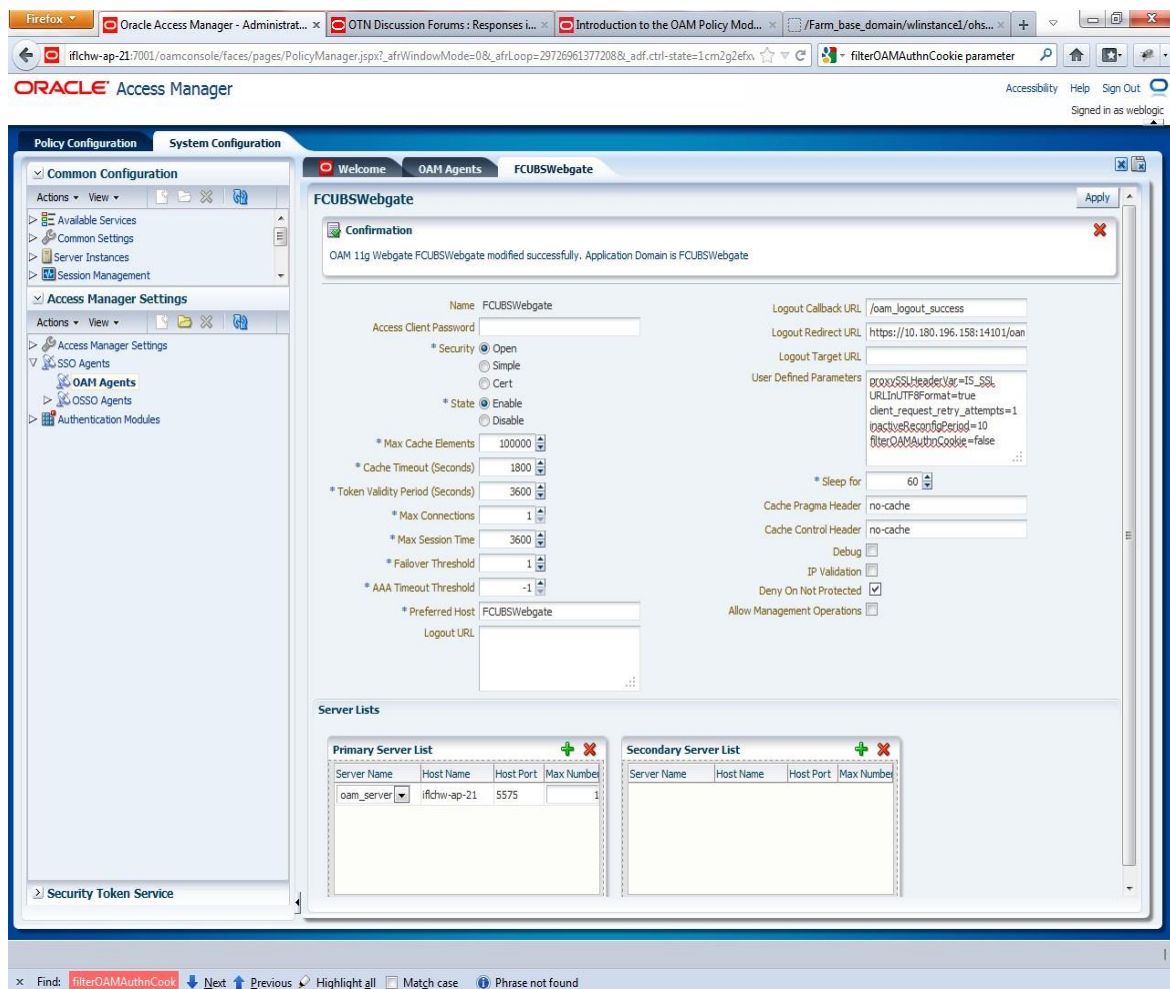 Firefox
Oracle Access Manager - Administrat...
OTN Discussion Forums : Responses i...
Introduction to the OAM Policy Mod...
/Farm_base_domain/wlinstance1/ohs...
iflchw-ap-21:7001/oamconsole/faces/pages/PolicyManager.jspx?_afrWindowMode=0&_afrLoop=29726961377208&_adf.ctrl-state=1cm2g2efx
filterOAMAuthnCookie parameter
ORACLE Access Manager
Accessibility Help Sign Out
Signed in as weblogic
Policy Configuration System Configuration
Common Configuration
Actions View
Available Services
Common Settings
Server Instances
Session Management
Access Manager Settings
Actions View
Access Manager Settings
SSO Agents
OAM Agents
OSSO Agents
Authentication Modules
Security Token Service
Welcome OAM Agents FCUBSWebgate
FCUBSWebgate
Apply
Confirmation
OAM 11g Webgate FCUBSWebgate modified successfully. Application Domain is FCUBSWebgate
Name FCUBSWebgate
Access Client Password
* Security Open
Simple
Cert
* State Enable
Disable
* Max Cache Elements 100000
* Cache Timeout (Seconds) 1800
* Token Validity Period (Seconds) 3600
* Max Connections 1
* Max Session Time 3600
* Failover Threshold 1
* AAA Timeout Threshold -1
* Preferred Host FCUBSWebgate
Logout URL
Logout Callback URL /oam_logout_success
Logout Redirect URL https://10.180.196.158:14101/oan
Logout Target URL
User Defined Parameters
proxySSLHeaderVar=IS_SSL
URLInUTF8Format=true
client_request_retry_attempts=1
inactiveReconfigPeriod=10
filterOAMAuthnCookie=false
* Sleep for 60
Cache Pragma Header no-cache
Cache Control Header no-cache
Debug
IP Validation
Deny On Not Protected
Allow Management Operations
Server Lists
Primary Server List
Server Name Host Name Host Port Max Number
oam_server iflchw-ap-21 5575 1
Secondary Server List
Server Name Host Name Host Port Max Number
x Find: filterOAMAuthnCook Next Previous Highlight all Match case Phrase not found